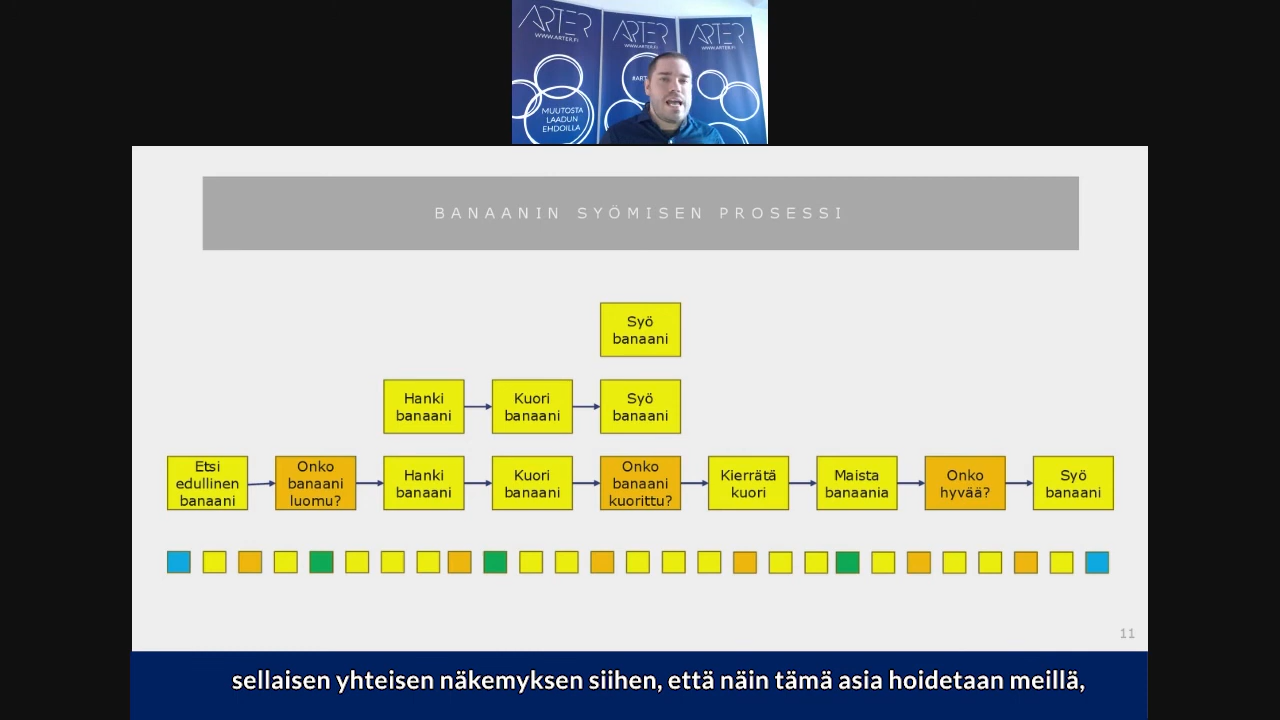 ARTER
WWW.ARTER.FI
ARTER
WWW.ARTER.FI
ARTER
WWW.ARTER.FI
MUUTOSTA
LAADUN
EHDOILLA
BANAANIN SYÖMISEN PROSESSI
Syö
banaani
Hanki
banaani
Kuori
banaani
Syö
banaani
Etsi
edullinen
banaani
Onko
banaani
luomu?
Hanki
banaani
Kuori
banaani
Onko
banaani
kuorittu?
Kierrätä
kuori
Maista
banaania
Onko
hyvää?
Syö
banaani
11
sellaisen yhteisen näkemyksen siihen, että näin tämä asia hoidetaan meillä,